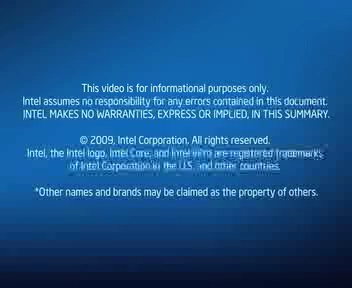 This video is for informational purposes only.
Intel assumes no responsibility for any errors contained in this document.
INTEL MAKES NO WARRANTIES, EXPRESS OR IMPLIED, IN THIS SUMMARY.
© 2009, Intel Corporation. All rights reserved.
Intel, the Intel logo, Intel Core, and Intel vPro are registered trademarks
of Intel Corporation in the U.S. and other countries.
*Other names and brands may be claimed as the property of others.